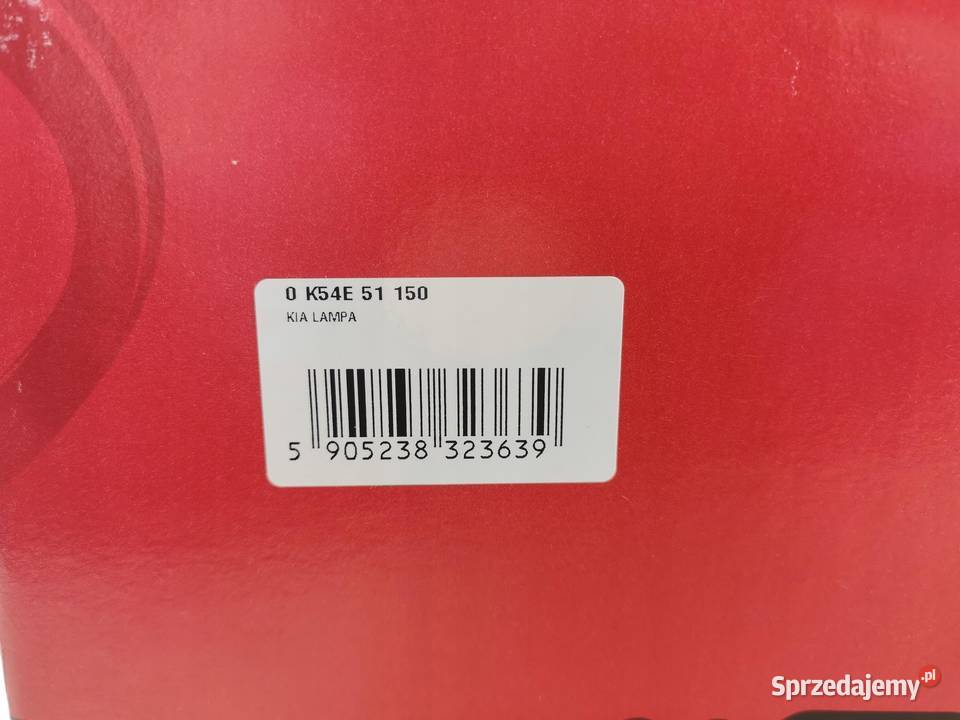 0 K54E 51 150
KIA LAMPA
5 905238 323639
Sprzedajemy.pl